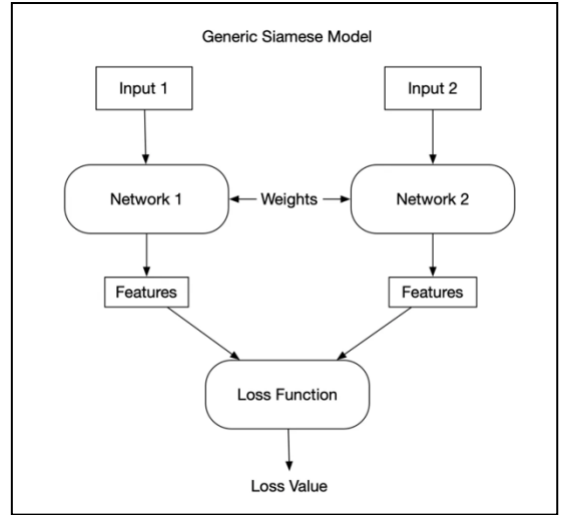 Generic Siamese Model
Input 1
Input 2
Network 1
Weights
Network 2
Features
Features
Loss Function
Loss Value